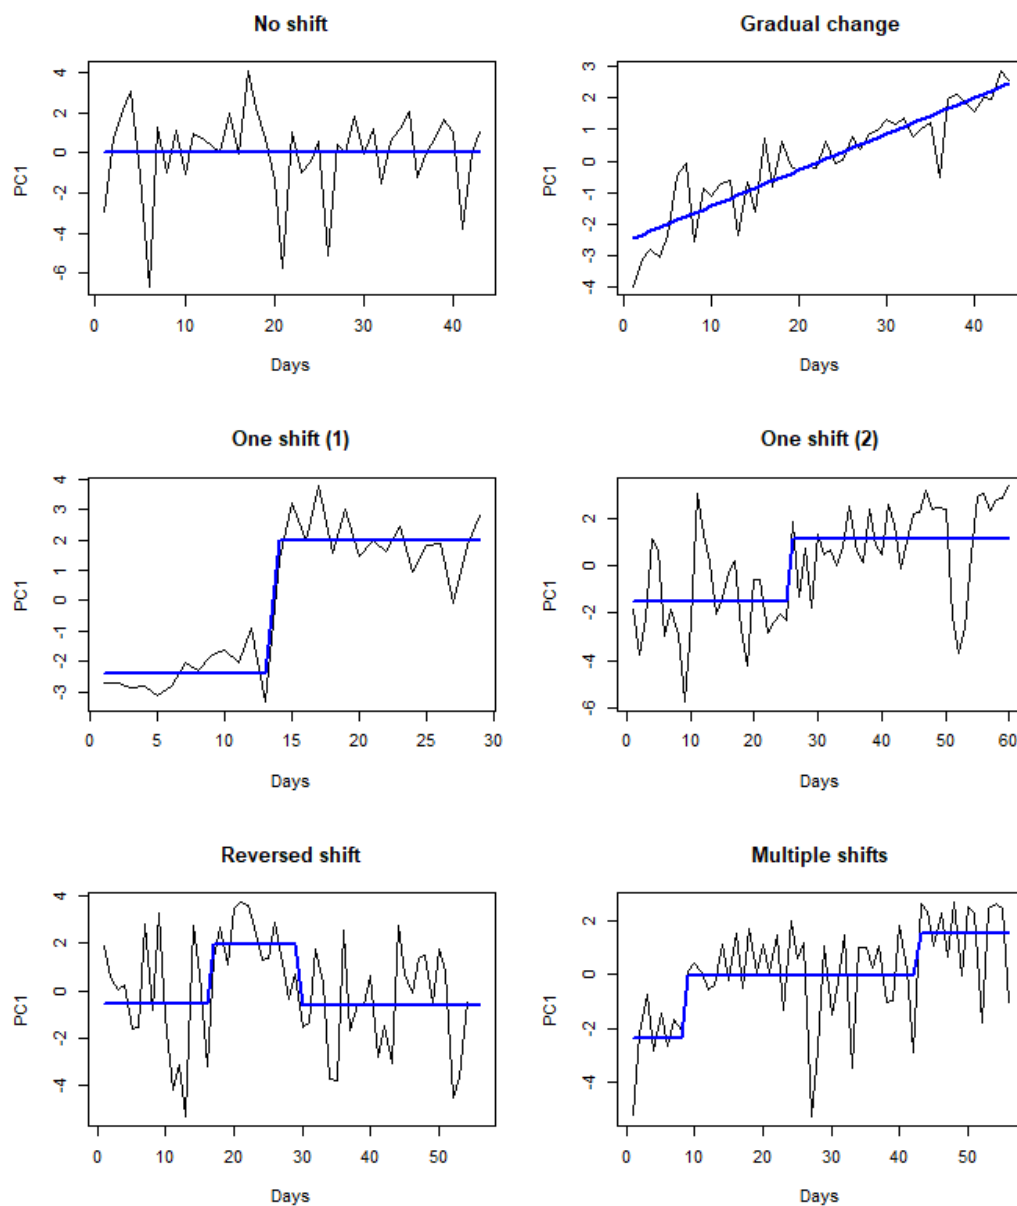 No shift
Gradual change
4
2
0
-2
-4
-6
PC1
0 10 20 30 40
Days
3
2
1
0
-1
-2
-3
-4
PC1
0 10 20 30 40
Days
One shift (1)
One shift (2)
4
3
2
1
0
-1
-2
-3
PC1
0 5 10 15 20 25 30
Days
2
0
-2
-4
-6
PC1
0 10 20 30 40 50 60
Days
Reversed shift
Multiple shifts
4
2
0
-2
-4
PC1
0 10 20 30 40 50
Days
2
0
-2
-4
PC1
0 10 20 30 40 50
Days